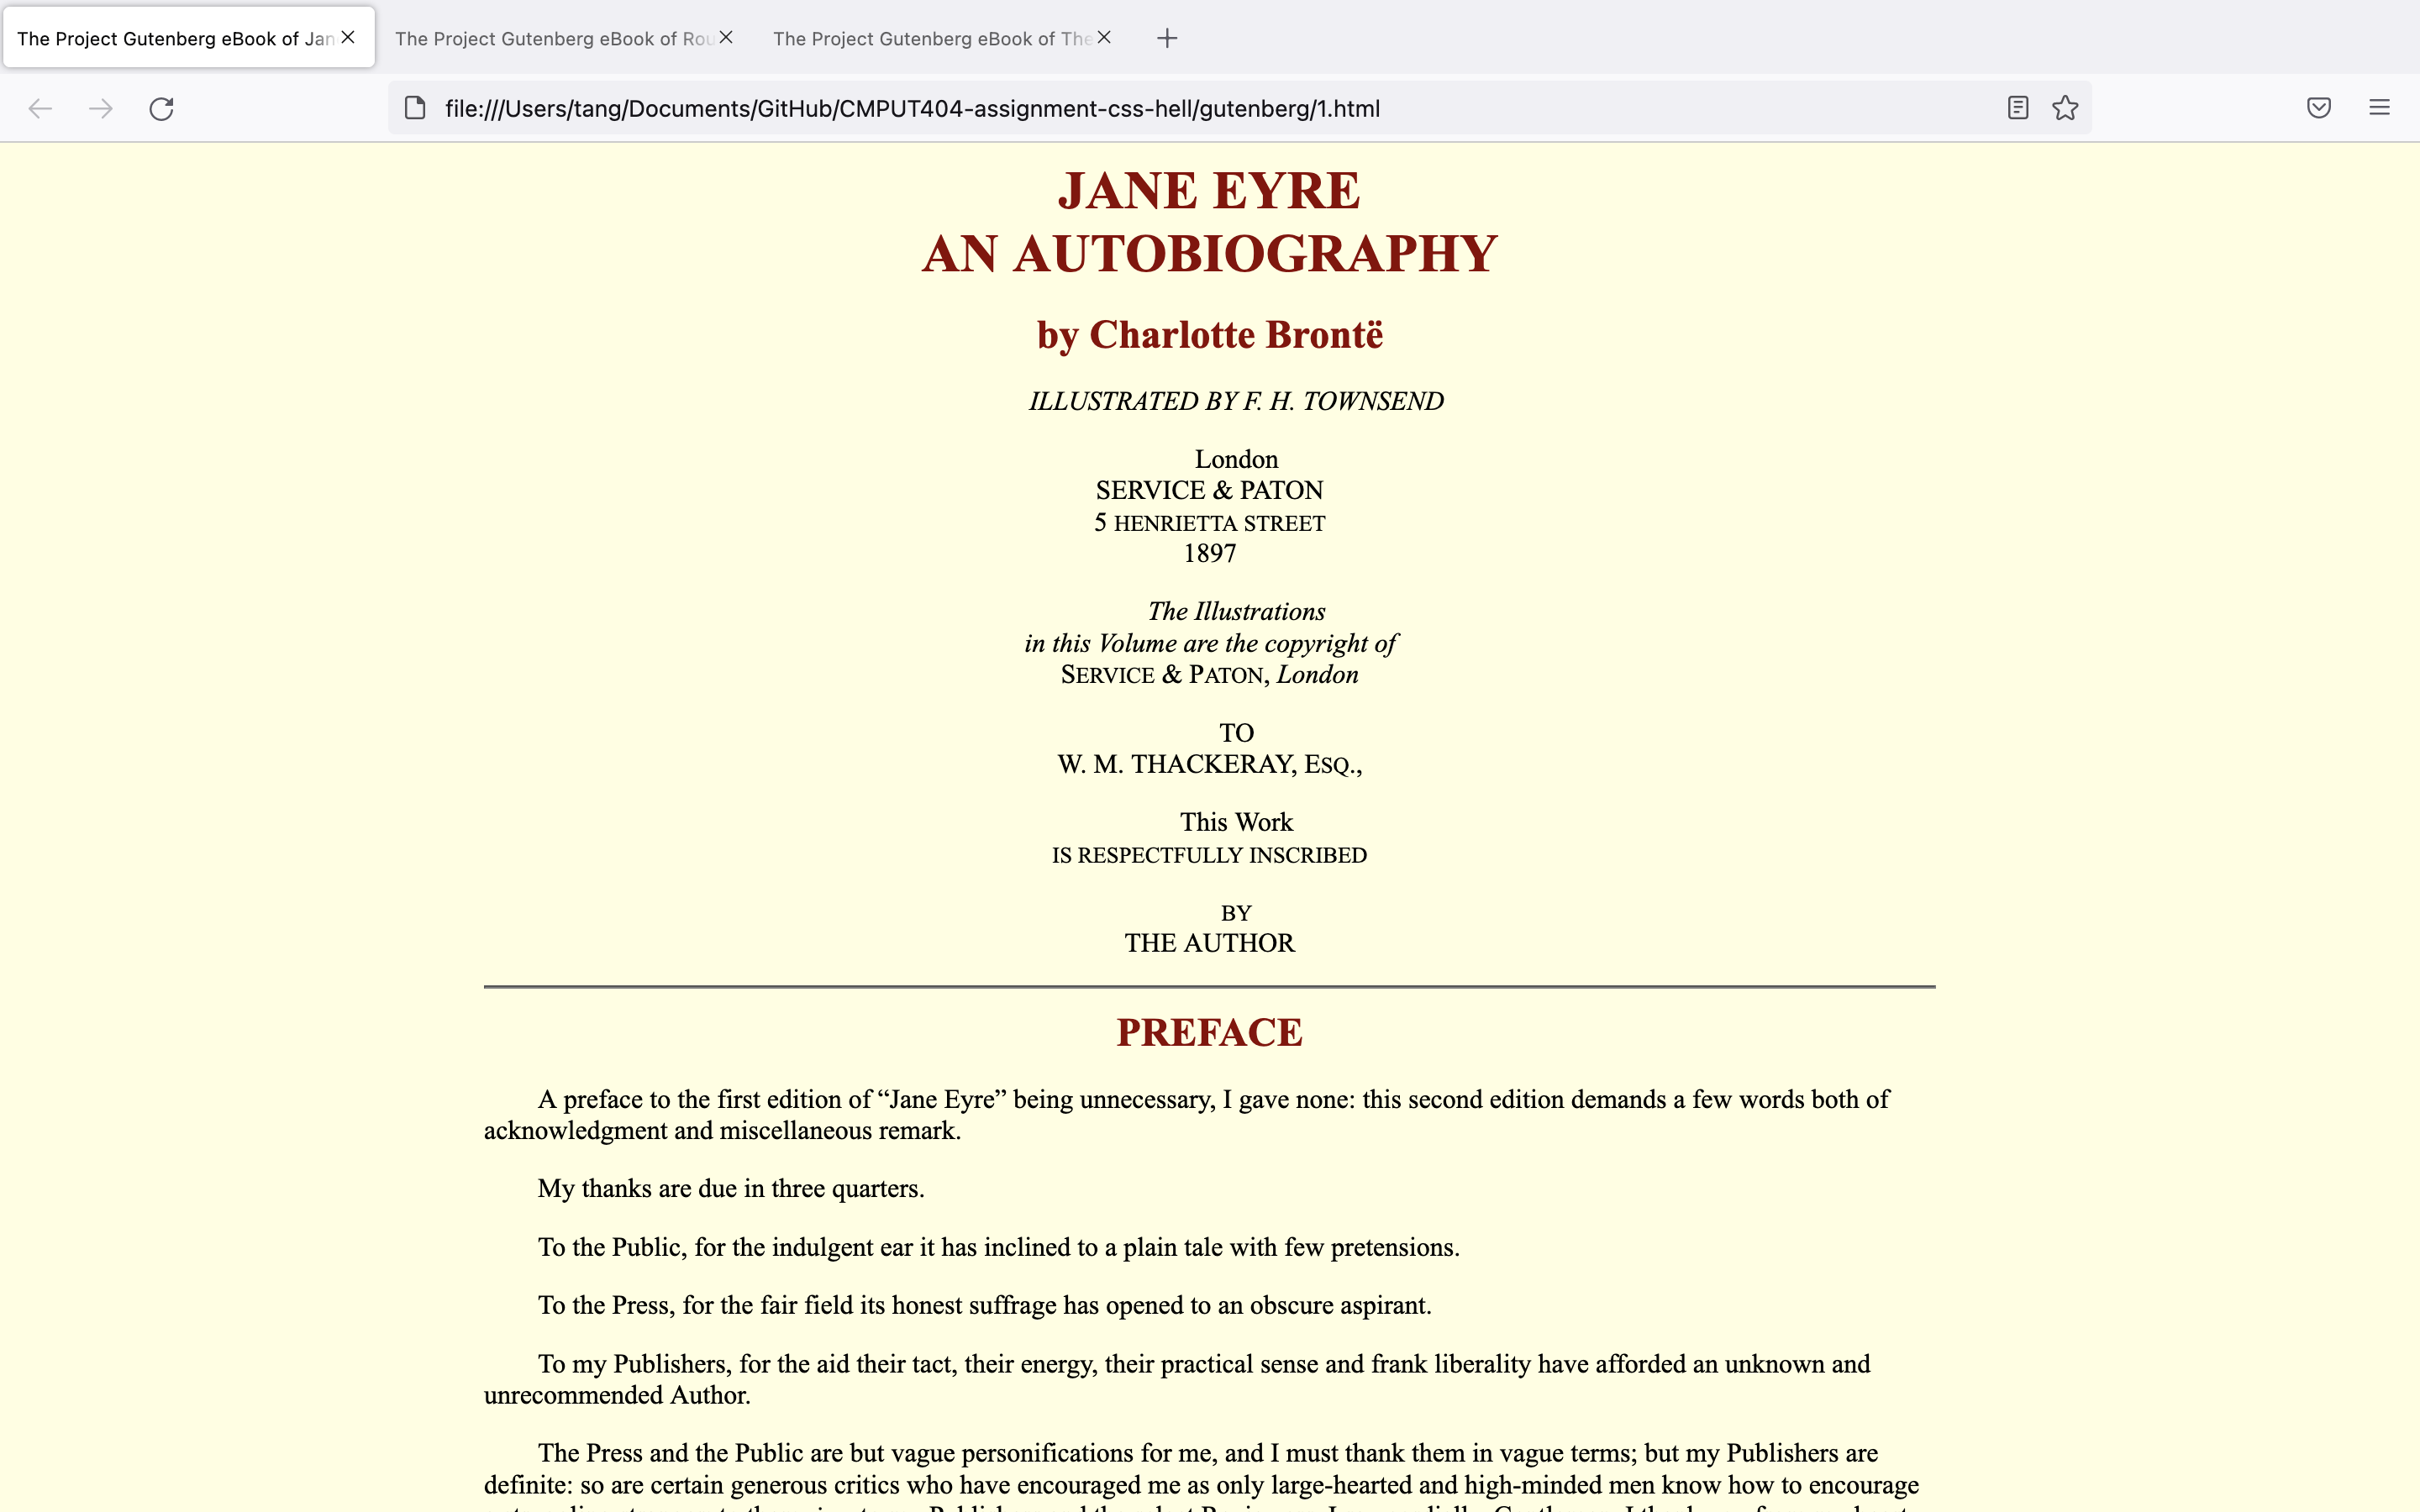 The Project Gutenberg eBook of Jan
The Project Gutenberg eBook of Rou
The Project Gutenberg eBook of The
file:///Users/tang/Documents/GitHub/CMPUT404-assignment-css-hell/gutenberg/1.html
JANE EYRE
AN AUTOBIOGRAPHY
by Charlotte Brontë
ILLUSTRATED BY F. H. TOWNSEND
London
SERVICE & PATON
5 HENRIETTA STREET
1897
The Illustrations
in this Volume are the copyright of
SERVICE & PATON, London
TO
W. M. THACKERAY, ESQ.,
This Work
IS RESPECTFULLY INSCRIBED
BY
THE AUTHOR
PREFACE
A preface to the first edition of “Jane Eyre” being unnecessary, I gave none: this second edition demands a few words both of
acknowledgment and miscellaneous remark.
My thanks are due in three quarters.
To the Public, for the indulgent ear it has inclined to a plain tale with few pretensions.
To the Press, for the fair field its honest suffrage has opened to an obscure aspirant.
To my Publishers, for the aid their tact, their energy, their practical sense and frank liberality have afforded an unknown and
unrecommended Author.
The Press and the Public are but vague personifications for me, and I must thank them in vague terms; but my Publishers are
definite: so are certain generous critics who have encouraged me as only large-hearted and high-minded men know how to encourage